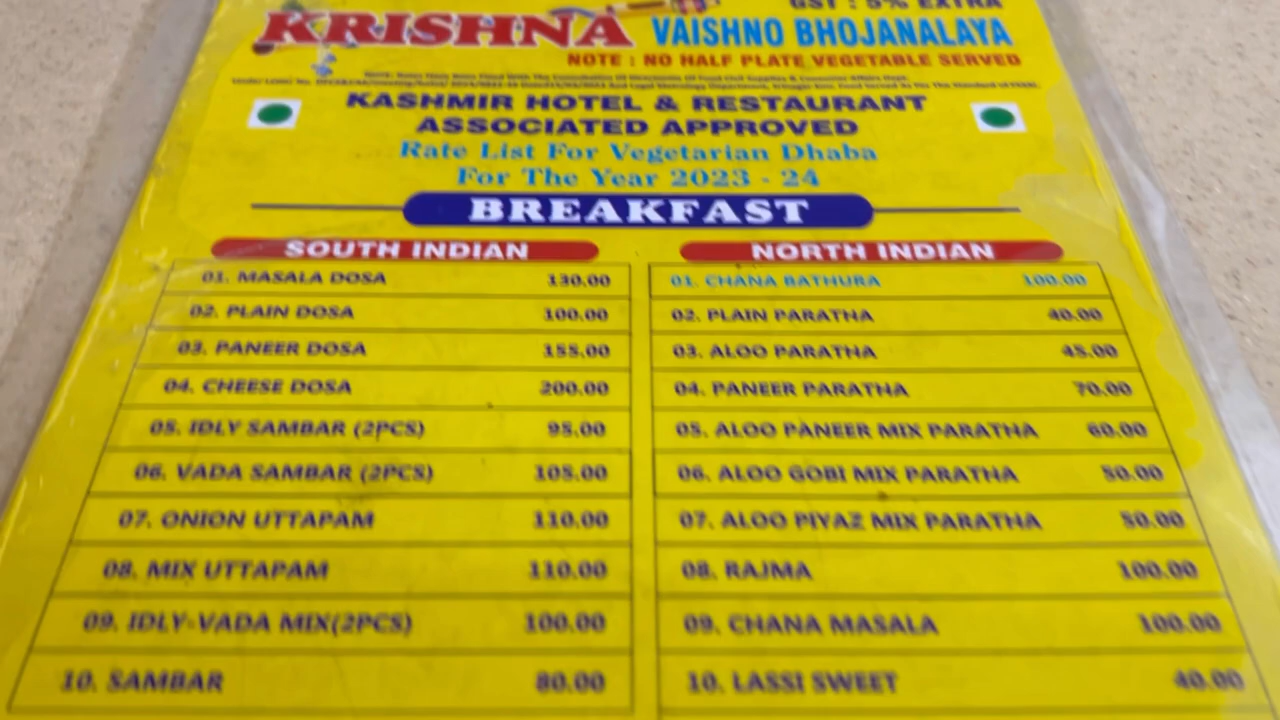 GST : 5% EXTRA
KRISHNA VAISHNO BHOJANALAYA
NOTE : NO HALF PLATE VEGETABLE SERVED
KASHMIR HOTEL & RESTAURANT
ASSOCIATED APPROVED
Rate List For Vegetarian Dhaba
For The Year 2023 - 24
BREAKFAST
SOUTH INDIAN
01. MASALA DOSA 130.00
02. PLAIN DOSA 100.00
03. PANEER DOSA 155.00
04. CHEESE DOSA 200.00
05. IDLY SAMBAR (2PCS) 95.00
06. VADA SAMBAR (2PCS) 105.00
07. ONION UTTAPAM 110.00
08. MIX UTTAPAM 110.00
09. IDLY-VADA MIX(2PCS) 100.00
10. SAMBAR 80.00
NORTH INDIAN
01. CHANA BATHURA 100.00
02. PLAIN PARATHA 40.00
03. ALOO PARATHA 45.00
04. PANEER PARATHA 70.00
05. ALOO PANEER MIX PARATHA 60.00
06. ALOO GOBI MIX PARATHA 50.00
07. ALOO PIYAZ MIX PARATHA 50.00
08. RAJMA 100.00
09. CHANA MASALA 100.00
10. LASSI SWEET 40.00